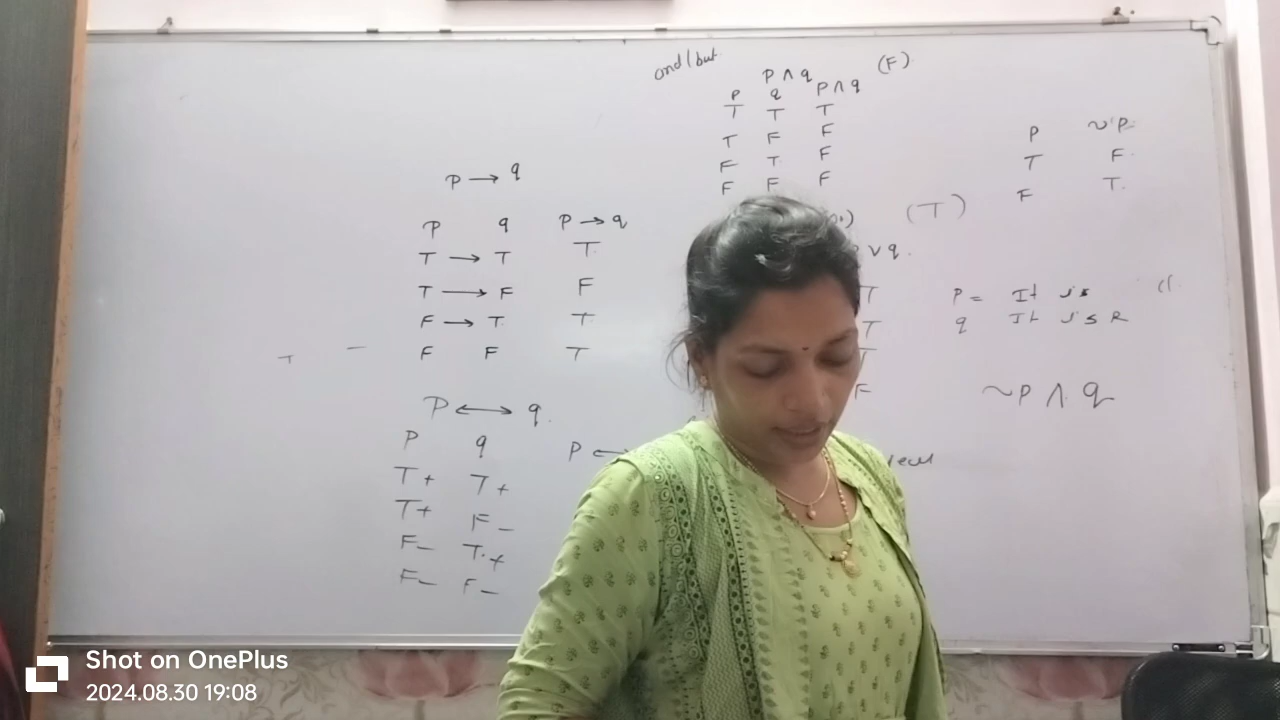 and/but
P ∧ q (F)
P q P∧q
T T T
T F F
F T F
F F F
P ~P
T F
F T
P → q
P q P → q
T → T T
T → F F
F → T T
F F T
(T)
∨ q
T
T
T
F
P = It is
q It is R
~P ∧ q
P ↔ q
P q
T+ T+
T+ F-
F- T+
F- F-
P
Shot on OnePlus
2024.08.30 19:08